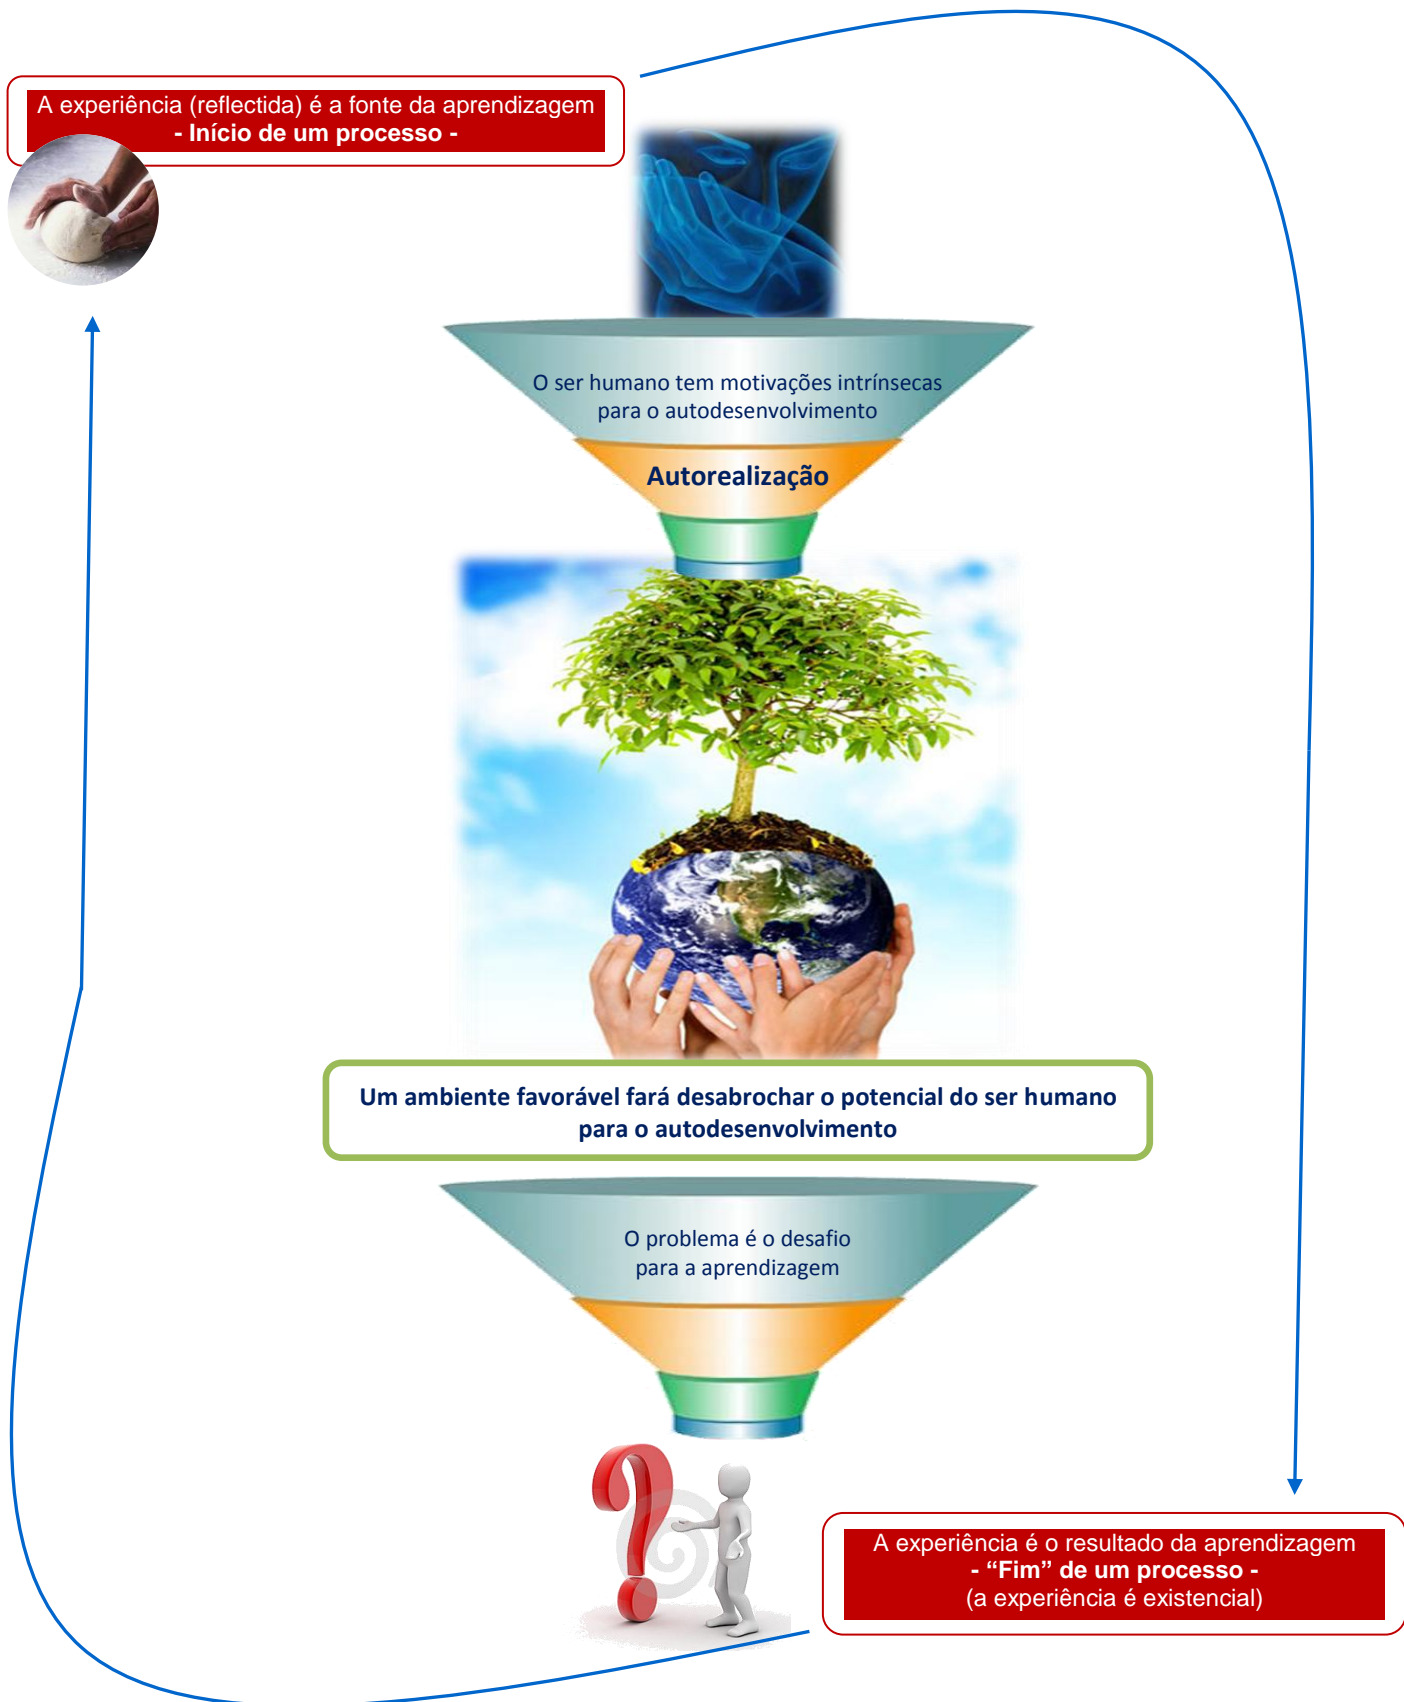 A experiência (reflectida) é a fonte da aprendizagem
- Início de um processo -
O ser humano tem motivações intrínsecas
para o autodesenvolvimento
Autorealização
Um ambiente favorável fará desabrochar o potencial do ser humano
para o autodesenvolvimento
O problema é o desafio
para a aprendizagem
A experiência é o resultado da aprendizagem
- “Fim” de um processo -
(a experiência é existencial)